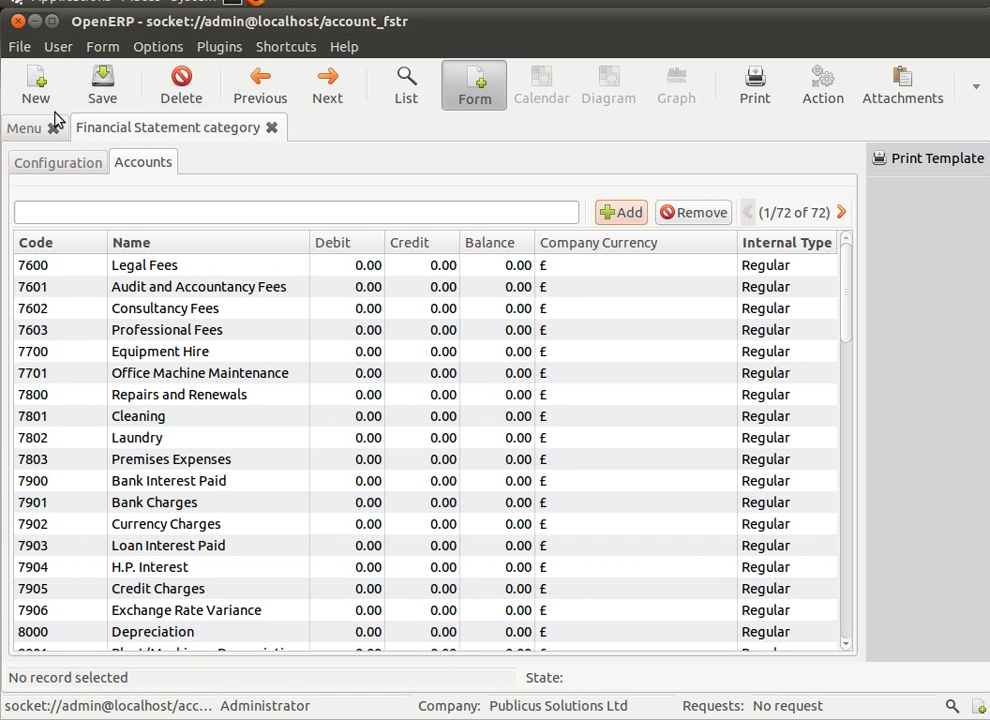 OpenERP - socket://admin@localhost/account_fstr
File User Form Options Plugins Shortcuts Help
New Save Delete Previous Next List Form Calendar Diagram Graph Print Action Attachments
Menu Financial Statement category
Configuration Accounts
Print Template
Add Remove (1/72 of 72)
Code Name Debit Credit Balance Company Currency Internal Type
7600 Legal Fees 0.00 0.00 0.00 £ Regular
7601 Audit and Accountancy Fees 0.00 0.00 0.00 £ Regular
7602 Consultancy Fees 0.00 0.00 0.00 £ Regular
7603 Professional Fees 0.00 0.00 0.00 £ Regular
7700 Equipment Hire 0.00 0.00 0.00 £ Regular
7701 Office Machine Maintenance 0.00 0.00 0.00 £ Regular
7800 Repairs and Renewals 0.00 0.00 0.00 £ Regular
7801 Cleaning 0.00 0.00 0.00 £ Regular
7802 Laundry 0.00 0.00 0.00 £ Regular
7803 Premises Expenses 0.00 0.00 0.00 £ Regular
7900 Bank Interest Paid 0.00 0.00 0.00 £ Regular
7901 Bank Charges 0.00 0.00 0.00 £ Regular
7902 Currency Charges 0.00 0.00 0.00 £ Regular
7903 Loan Interest Paid 0.00 0.00 0.00 £ Regular
7904 H.P. Interest 0.00 0.00 0.00 £ Regular
7905 Credit Charges 0.00 0.00 0.00 £ Regular
7906 Exchange Rate Variance 0.00 0.00 0.00 £ Regular
8000 Depreciation 0.00 0.00 0.00 £ Regular
No record selected State:
socket://admin@localhost/acc... Administrator Company: Publicus Solutions Ltd Requests: No request